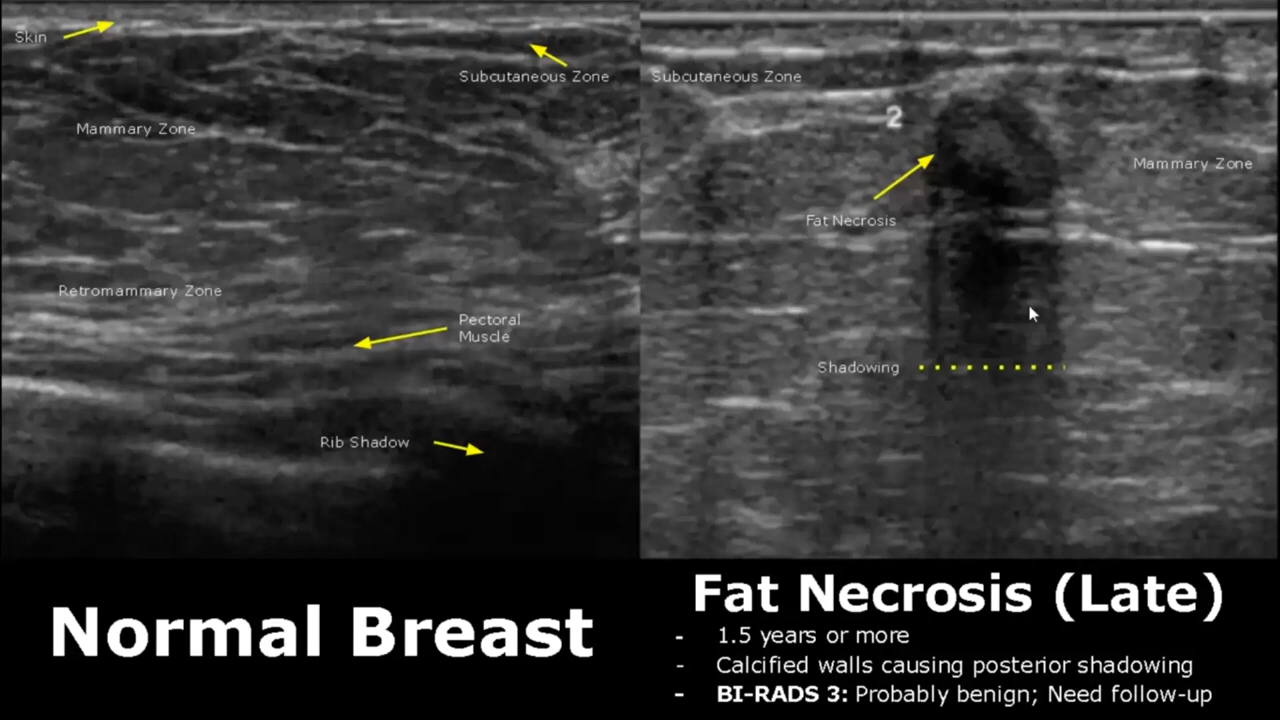 Skin
Subcutaneous Zone
Mammary Zone
Retromammary Zone
Pectoral
Muscle
Rib Shadow
Normal Breast
Subcutaneous Zone
2
Mammary Zone
Fat Necrosis
Shadowing
Fat Necrosis (Late)
- 1.5 years or more
- Calcified walls causing posterior shadowing
- BI-RADS 3: Probably benign; Need follow-up